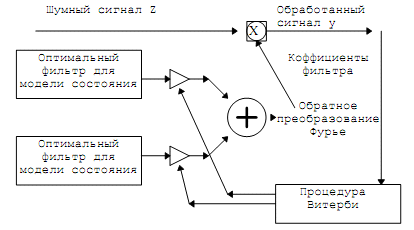 Шумный сигнал Z
Обработанный
сигнал y
X
Оптимальный
фильтр для
модели состояния
Коффициенты
фильтра
+
Обратное
преобразование
Фурье
Оптимальный
фильтр для
модели состояния
Процедура
Витерби